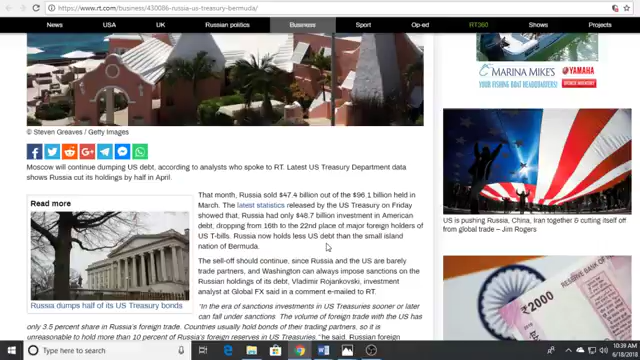 https://www.rt.com/business/430086-russia-us-treasury-bermuda/
News USA UK Russian politics Business Sport Op-ed RT360 Shows Projects
MARINA MIKE'S YAMAHA
YOUR FISHING HEADQUARTERS!
© Steven Greaves / Getty Images
Moscow will continue dumping US debt, according to analysts who spoke to RT. Latest US Treasury Department data
shows Russia cut its holdings by half in April.
Read more
Russia dumps half of its US Treasury bonds
That month, Russia sold $47.4 billion out of the $96.1 billion held in
March. The latest statistics released by the US Treasury on Friday
showed that, Russia had only $48.7 billion investment in American
debt, dropping from 16th to the 22nd place of major foreign holders of
US T-bills. Russia now holds less US debt than the small island
nation of Bermuda.
The sell-off should continue, since Russia and the US are barely
trade partners, and Washington can always impose sanctions on the
Russian holdings of its debt, Vladimir Rojankovski, investment
analyst at Global FX said in a comment e-mailed to RT.
"In the era of sanctions investments in US Treasuries sooner or later
can fall under sanctions  The volume of foreign trade with the US has
only 3.5 percent share in Russia's foreign trade. Countries usually hold bonds of their trading partners, so it is
unreasonable to hold more than 10 percent of Russia's foreign reserves in US Treasuries," he said. Russian foreign
US is pushing Russia, China, Iran together & cutting itself off
from global trade – Jim Rogers
RESERVE BANK OF
₹2000
Type here to search
10:39 AM
6/18/2018